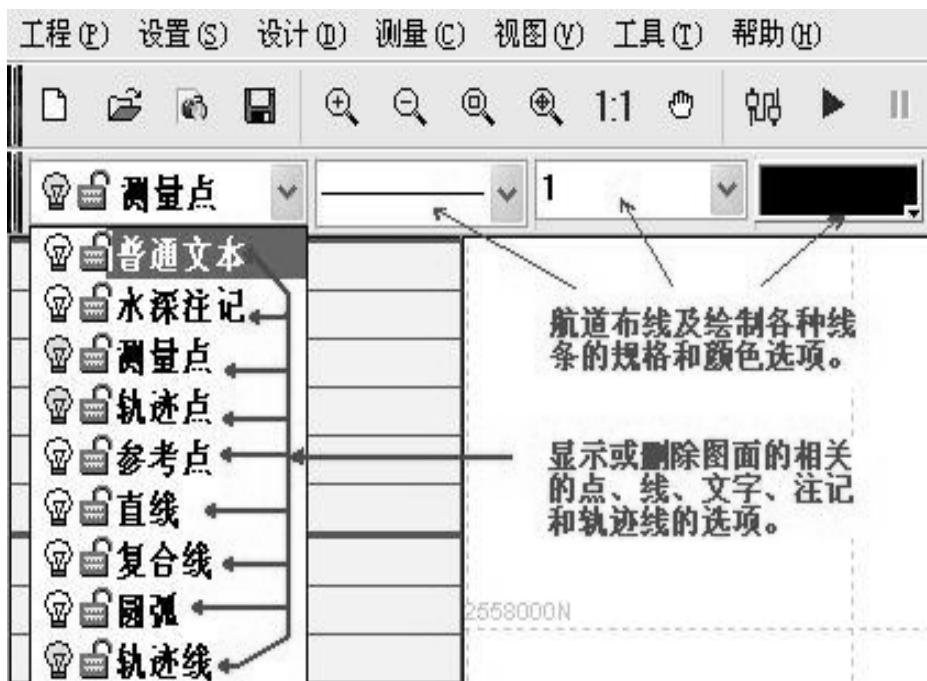 工程(P) 设置(S) 设计(D) 测量(C) 视图(V) 工具(T) 帮助(H)
1:1
测量点 1
普通文本
水深注记
测量点
轨迹点
参考点
直线
复合线
圆弧
轨迹线
航道布线及绘制各种线
条的规格和颜色选项。
显示或删除图面的相关
的点、线、文字、注记
和轨迹线的选项。
2558000N